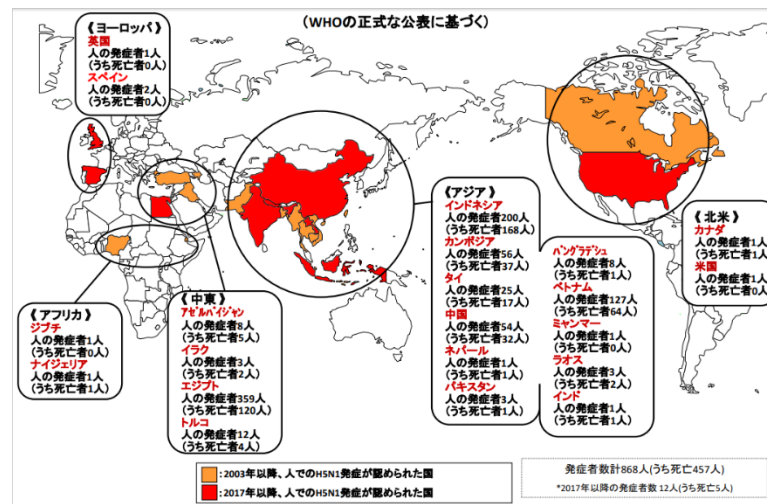 (WHOの正式な公表に基づく)
《ヨーロッパ》
英国
人の発症者1人
(うち死亡者0人)
スペイン
人の発症者2人
(うち死亡者0人)
《アフリカ》
ジブチ
人の発症者1人
(うち死亡者0人)
ナイジェリア
人の発症者1人
(うち死亡者1人)
《中東》
アゼルバイジャン
人の発症者8人
(うち死亡者5人)
イラク
人の発症者3人
(うち死亡者2人)
エジプト
人の発症者359人
(うち死亡者120人)
トルコ
人の発症者12人
(うち死亡者4人)
《アジア》
インドネシア
人の発症者200人
(うち死亡者168人)
カンボジア
人の発症者56人
(うち死亡者37人)
タイ
人の発症者25人
(うち死亡者17人)
中国
人の発症者54人
(うち死亡者32人)
ネパール
人の発症者1人
(うち死亡者1人)
パキスタン
人の発症者3人
(うち死亡者1人)
バングラデシュ
人の発症者8人
(うち死亡者1人)
ベトナム
人の発症者127人
(うち死亡者64人)
ミャンマー
人の発症者1人
(うち死亡者0人)
ラオス
人の発症者3人
(うち死亡者2人)
インド
人の発症者1人
(うち死亡者1人)
《北米》
カナダ
人の発症者1人
(うち死亡者1人)
米国
人の発症者1人
(うち死亡者0人)
:2003年以降、人でのH5N1発症が認められた国
:2017年以降、人でのH5N1発症が認められた国
発症者数計868人(うち死亡457人)
*2017年以降の発症者数 12人(うち死亡5人)